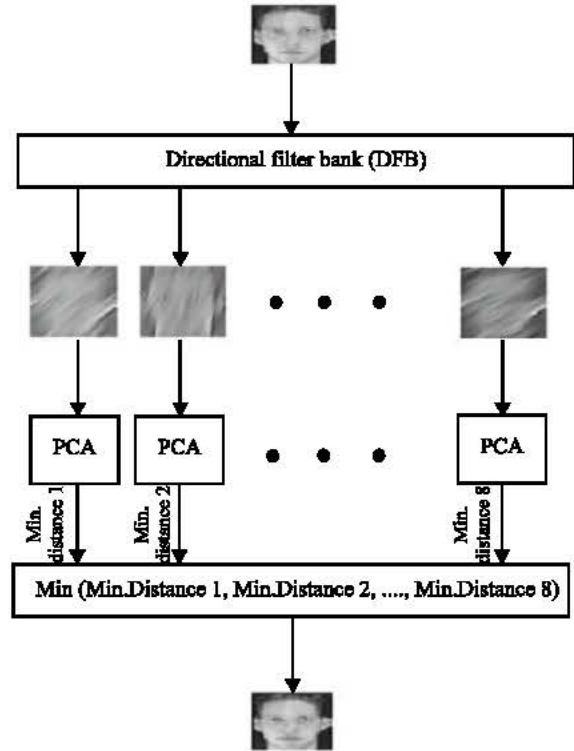 Directional filter bank (DFB)
PCA
PCA
PCA
Min.
distance 1
Min.
distance 2
Min.
distance 8
Min (Min.Distance 1, Min.Distance 2, ...., Min.Distance 8)